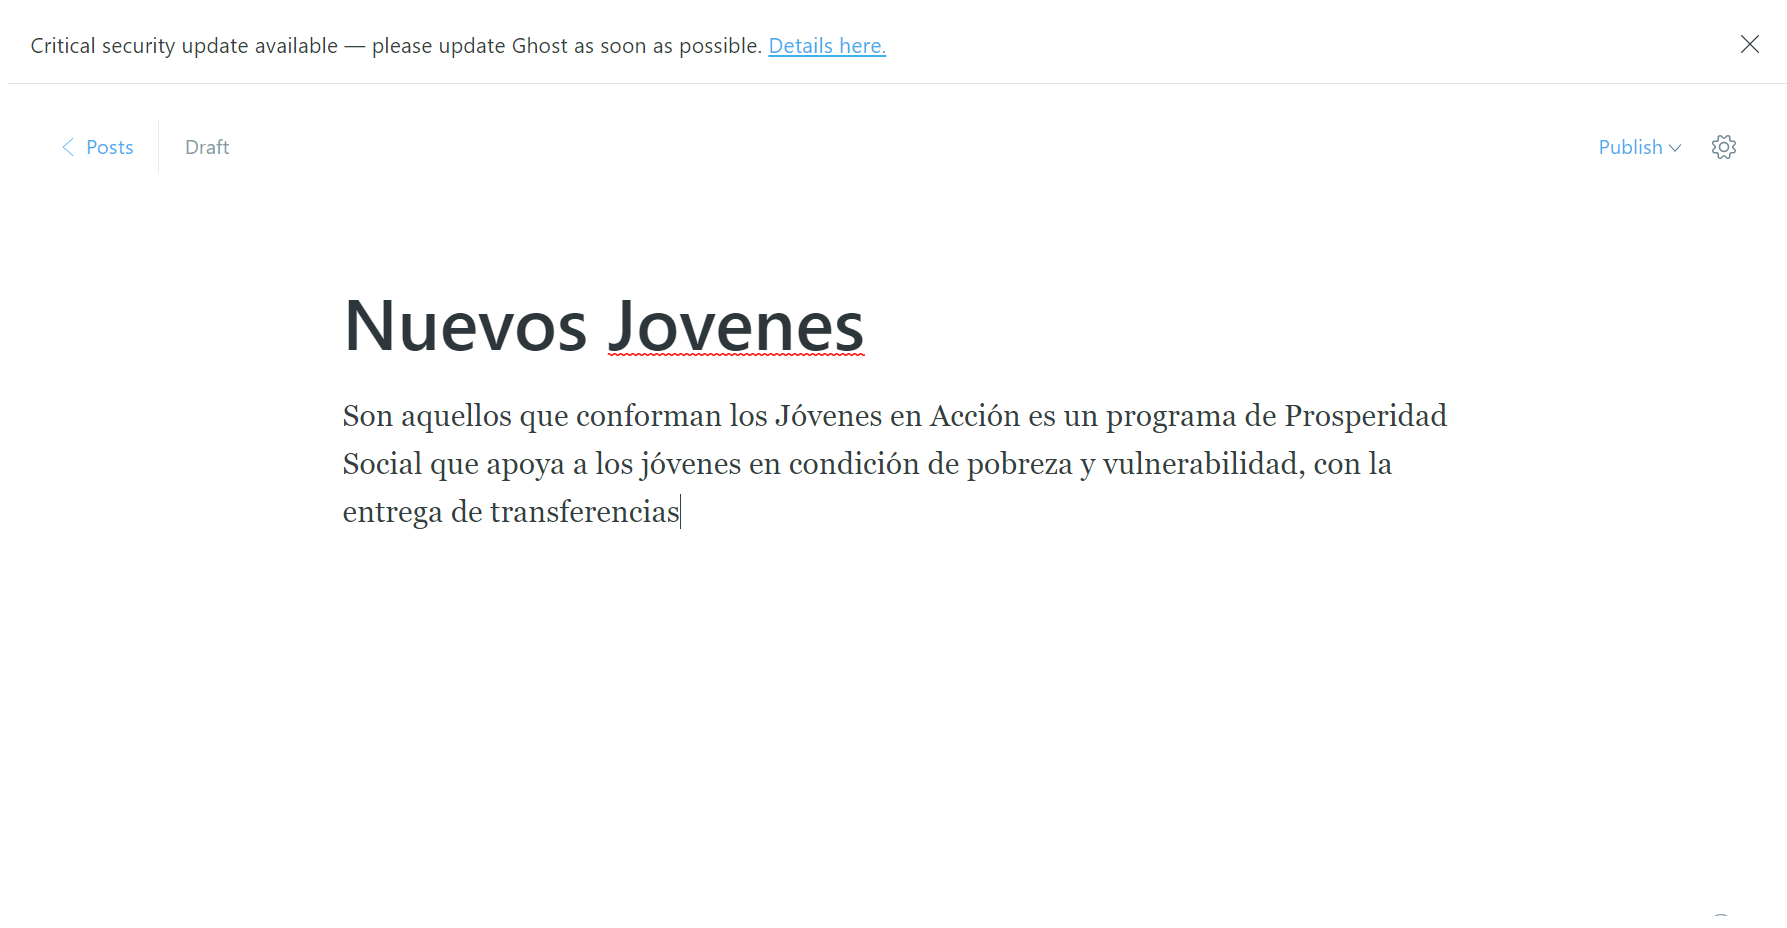 Critical security update available — please update Ghost as soon as possible. Details here.
Posts
Draft
Publish
Nuevos Jovenes
Son aquellos que conforman los Jóvenes en Acción es un programa de Prosperidad
Social que apoya a los jóvenes en condición de pobreza y vulnerabilidad, con la
entrega de transferencias